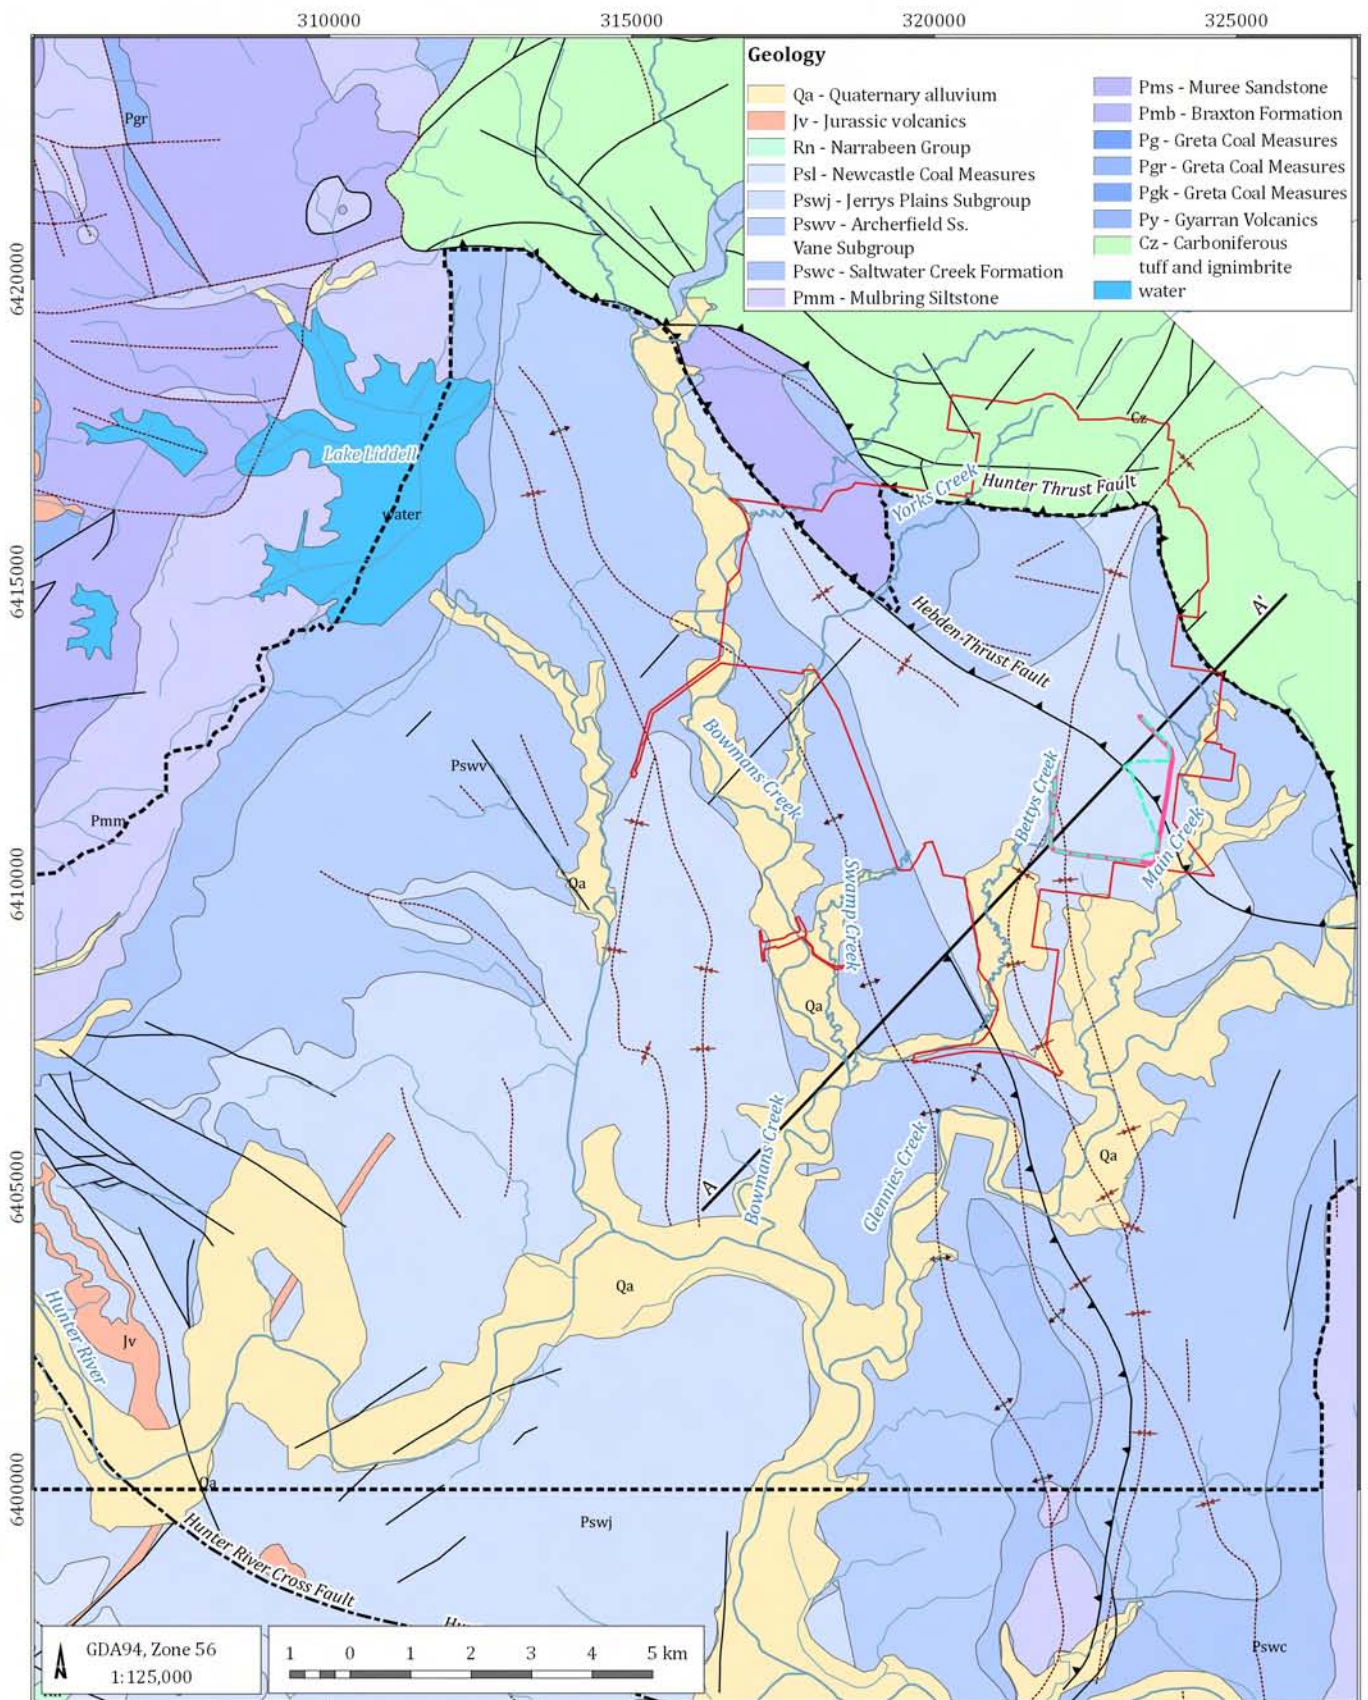 310000
315000
320000
325000
Geology
Qa - Quaternary alluvium
Jv - Jurassic volcanics
Rn - Narrabeen Group
Psl - Newcastle Coal Measures
Pswj - Jerrys Plains Subgroup
Pswv - Archerfield Ss.
Vane Subgroup
Pswc - Saltwater Creek Formation
Pmm - Mulbring Siltstone
Pms - Muree Sandstone
Pmb - Braxton Formation
Pg - Greta Coal Measures
Pgr - Greta Coal Measures
Pgk - Greta Coal Measures
Py - Gyarran Volcanics
Cz - Carboniferous
tuff and ignimbrite
water
Pgr
6420000
Cz
Lake Liddell
Hunter Thrust Fault
Yorks Creek
water
6415000
A'
Hebden Thrust Fault
Bowmans Creek
Pswv
Bettys Creek
Pmm
Main Creek
6410000
Qa
Swamp Creek
Qa
Bowmans Creek
Glennies Creek
Qa
6405000
A
Qa
Hunter River
Jv
6400000
Qa
Pswj
Hunter River Cross Fault
Hu
Pswc
GDA94, Zone 56
1:125,000
1 0 1 2 3 4 5 km